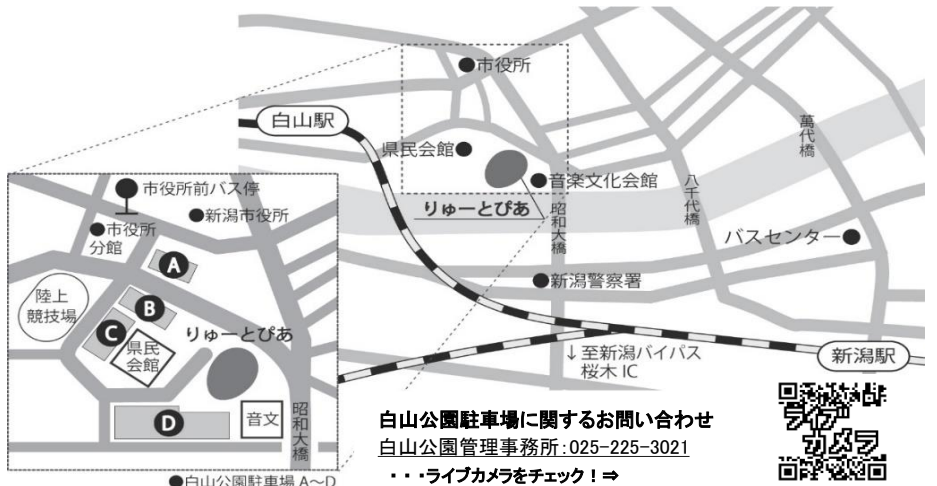 市役所
白山駅
県民会館
音楽文化会館
りゅーとぴあ
昭和大橋
八千代橋
萬代橋
バスセンター
新潟警察署
↓至新潟バイパス
桜木IC
新潟駅
市役所前バス停
新潟市役所
市役所
分館
A
B
C
D
陸上
競技場
県民
会館
りゅーとぴあ
音文
昭和大橋
●白山公園駐車場 A～D
白山公園駐車場に関するお問い合わせ
白山公園管理事務所:025-225-3021
・・・ライブカメラをチェック！⇒
ライブ
カメラ